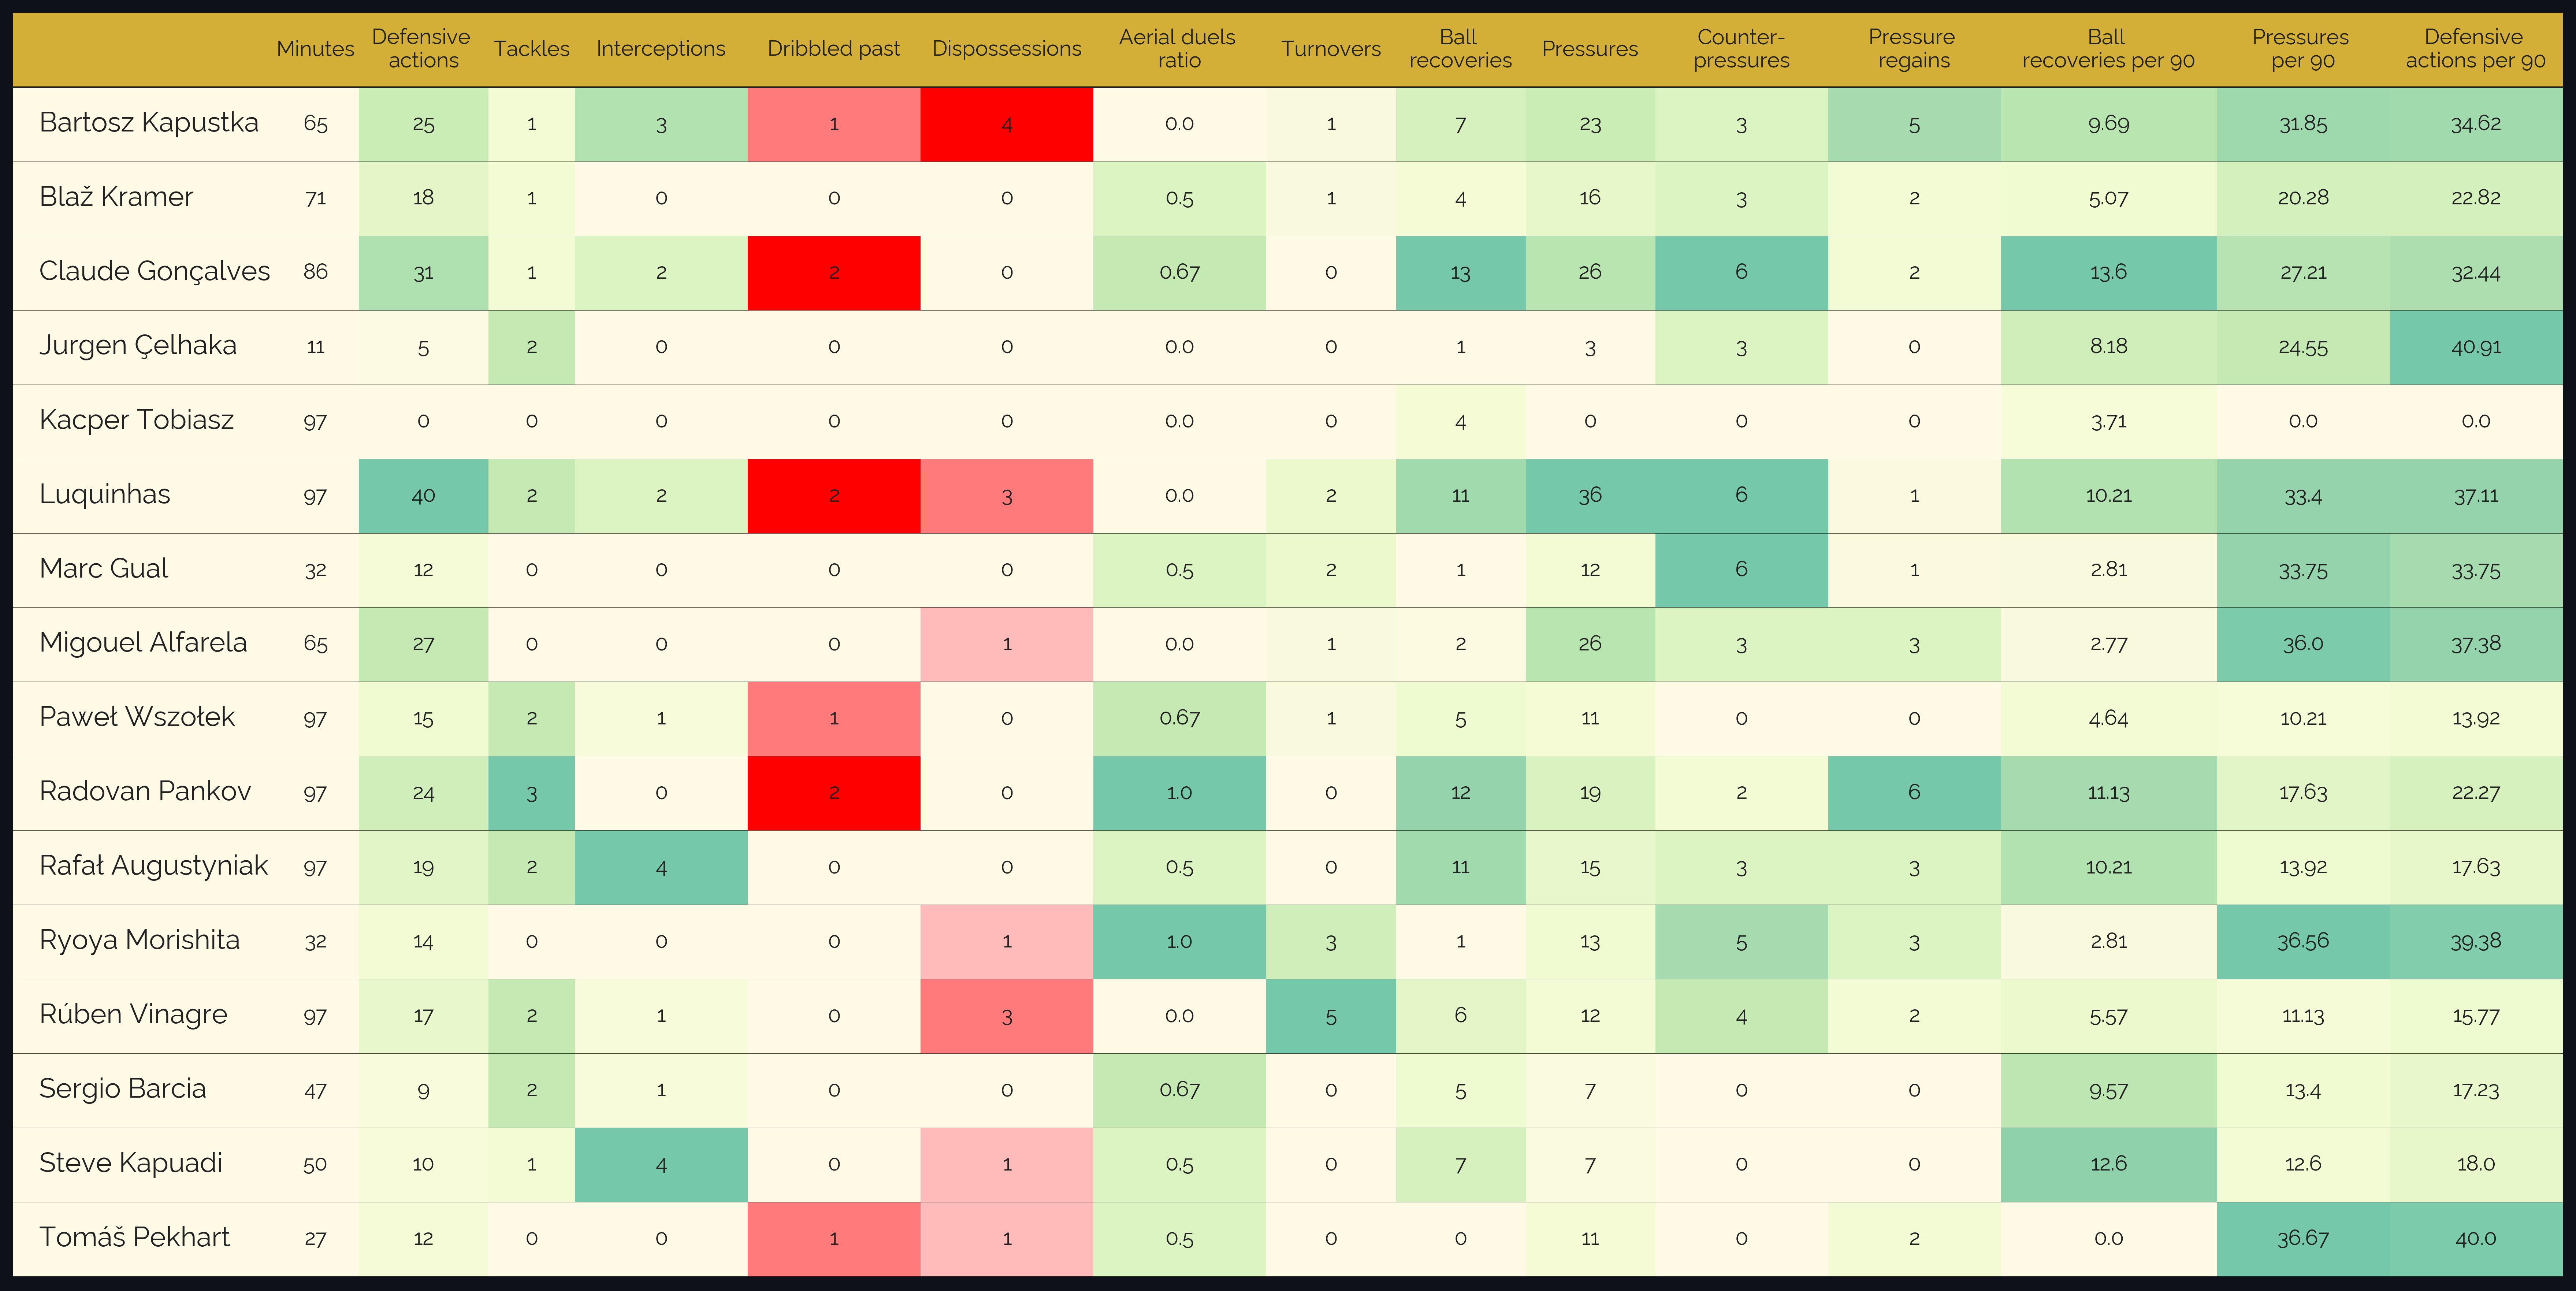 Minutes Defensive actions Tackles Interceptions Dribbled past Dispossessions Aerial duels ratio Turnovers Ball recoveries Pressures Counter-pressures Pressure regains Ball recoveries per 90 Pressures per 90 Defensive actions per 90
Bartosz Kapustka 65 25 1 3 1 4 0.0 1 7 23 3 5 9.69 31.85 34.62
Blaž Kramer 71 18 1 0 0 0 0.5 1 4 16 3 2 5.07 20.28 22.82
Claude Gonçalves 86 31 1 2 2 0 0.67 0 13 26 6 2 13.6 27.21 32.44
Jurgen Çelhaka 11 5 2 0 0 0 0.0 0 1 3 3 0 8.18 24.55 40.91
Kacper Tobiasz 97 0 0 0 0 0 0.0 0 4 0 0 0 3.71 0.0 0.0
Luquinhas 97 40 2 2 2 3 0.0 2 11 36 6 1 10.21 33.4 37.11
Marc Gual 32 12 0 0 0 0 0.5 2 1 12 6 1 2.81 33.75 33.75
Migouel Alfarela 65 27 0 0 0 1 0.0 1 2 26 3 3 2.77 36.0 37.38
Paweł Wszołek 97 15 2 1 1 0 0.67 1 5 11 0 0 4.64 10.21 13.92
Radovan Pankov 97 24 3 0 2 0 1.0 0 12 19 2 6 11.13 17.63 22.27
Rafał Augustyniak 97 19 2 4 0 0 0.5 0 11 15 3 3 10.21 13.92 17.63
Ryoya Morishita 32 14 0 0 0 1 1.0 3 1 13 5 3 2.81 36.56 39.38
Rúben Vinagre 97 17 2 1 0 3 0.0 5 6 12 4 2 5.57 11.13 15.77
Sergio Barcia 47 9 2 1 0 0 0.67 0 5 7 0 0 9.57 13.4 17.23
Steve Kapuadi 50 10 1 4 0 1 0.5 0 7 7 0 0 12.6 12.6 18.0
Tomáš Pekhart 27 12 0 0 1 1 0.5 0 0 11 0 2 0.0 36.67 40.0